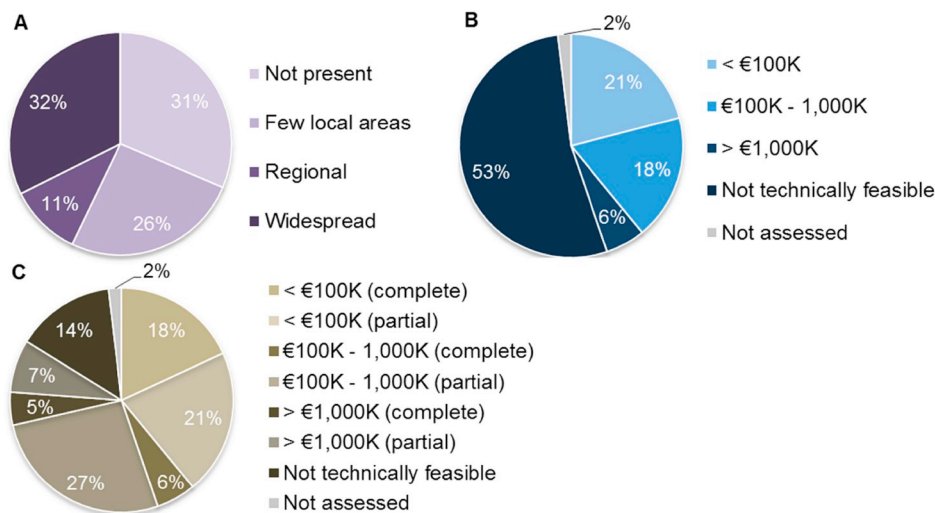 A
31%
26%
11%
32%
Not present
Few local areas
Regional
Widespread
B
2%
21%
18%
6%
53%
< €100K
€100K - 1,000K
> €1,000K
Not technically feasible
Not assessed
C
2%
18%
21%
6%
27%
5%
7%
14%
< €100K (complete)
< €100K (partial)
€100K - 1,000K (complete)
€100K - 1,000K (partial)
> €1,000K (complete)
> €1,000K (partial)
Not technically feasible
Not assessed